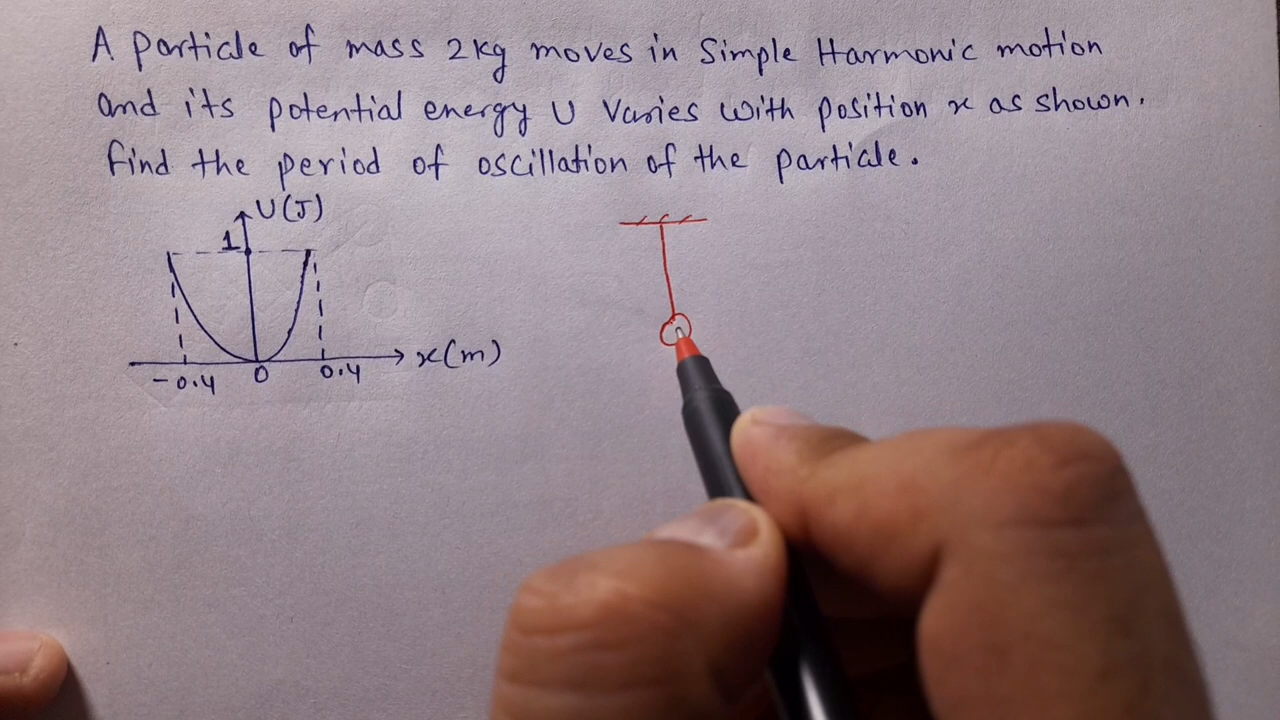 A particle of mass 2kg moves in Simple Harmonic motion
and its potential energy U varies with position x as shown.
Find the period of oscillation of the particle.
U(J)
1
x(m)
-0.4 0 0.4